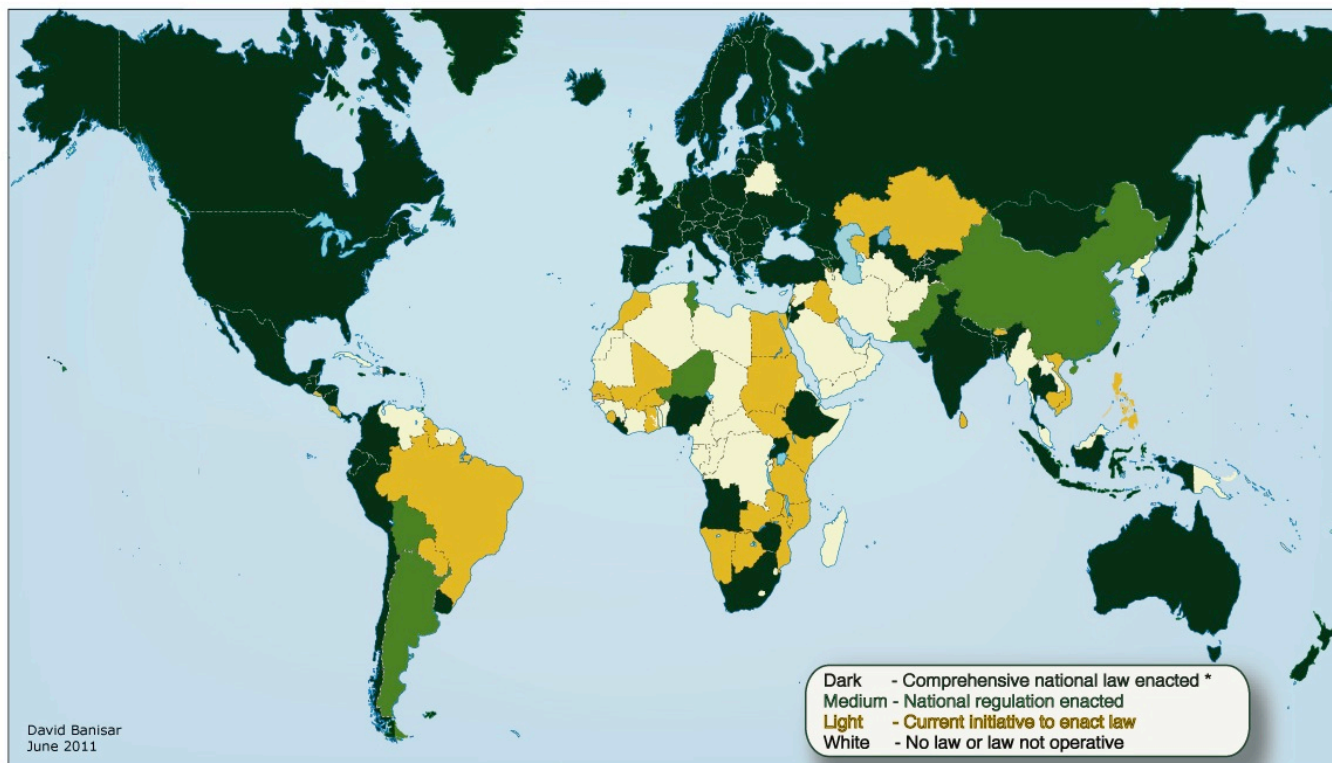 Dark - Comprehensive national law enacted *
Medium - National regulation enacted
Light - Current initiative to enact law
White - No law or law not operative
David Banisar
June 2011